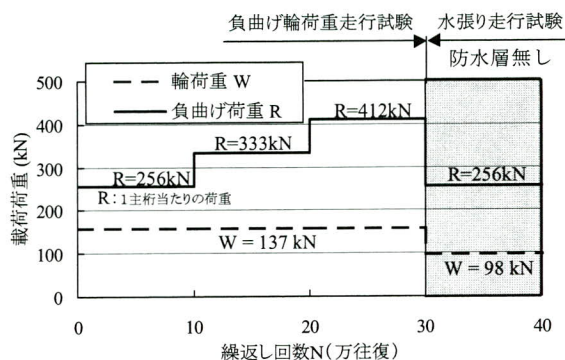 負曲げ輪荷重走行試験
水張り走行試験
防水層無し
輪荷重 W
負曲げ荷重 R
500
400
300
200
100
0
載荷荷重 (kN)
R=412kN
R=333kN
R=256kN
R=256kN
R：1主桁当たりの荷重
W = 137 kN
W = 98 kN
0
10
20
30
40
繰返し回数N（万往復）